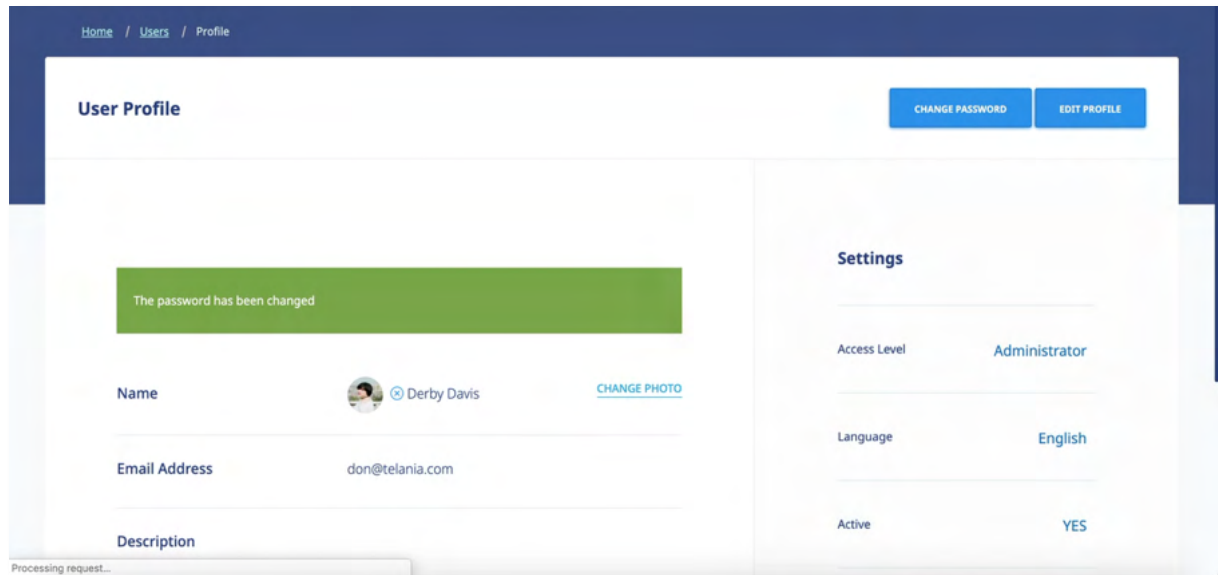 Home / Users / Profile
User Profile
CHANGE PASSWORD
EDIT PROFILE
The password has been changed
Name
Derby Davis
CHANGE PHOTO
Email Address
don@telania.com
Description
Settings
Access Level
Administrator
Language
English
Active
YES
Processing request...